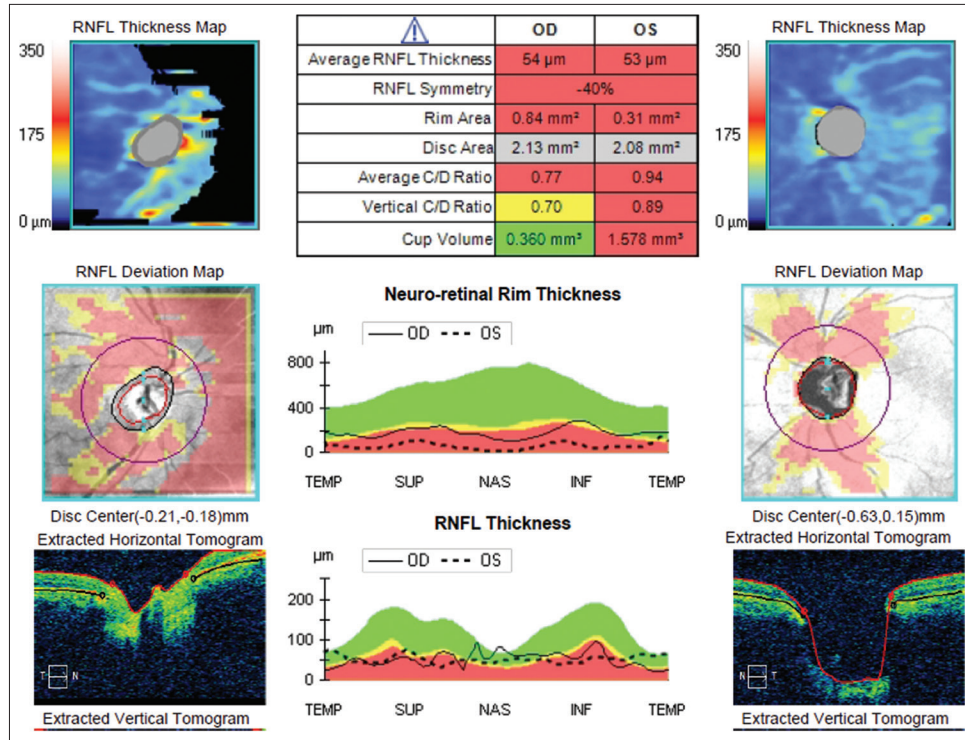 RNFL Thickness Map
350
175
0 µm
OD OS
Average RNFL Thickness 54 µm 53 µm
RNFL Symmetry -40%
Rim Area 0.84 mm² 0.31 mm²
Disc Area 2.13 mm² 2.08 mm²
Average C/D Ratio 0.77 0.94
Vertical C/D Ratio 0.70 0.89
Cup Volume 0.360 mm³ 1.578 mm³
RNFL Thickness Map
350
175
0 µm
RNFL Deviation Map
Disc Center(-0.21,-0.18)mm
Extracted Horizontal Tomogram
T N
Extracted Vertical Tomogram
Neuro-retinal Rim Thickness
µm
OD OS
800
400
0
TEMP SUP NAS INF TEMP
RNFL Thickness
µm
OD OS
200
100
0
TEMP SUP NAS INF TEMP
RNFL Deviation Map
Disc Center(-0.63,0.15)mm
Extracted Horizontal Tomogram
N T
Extracted Vertical Tomogram